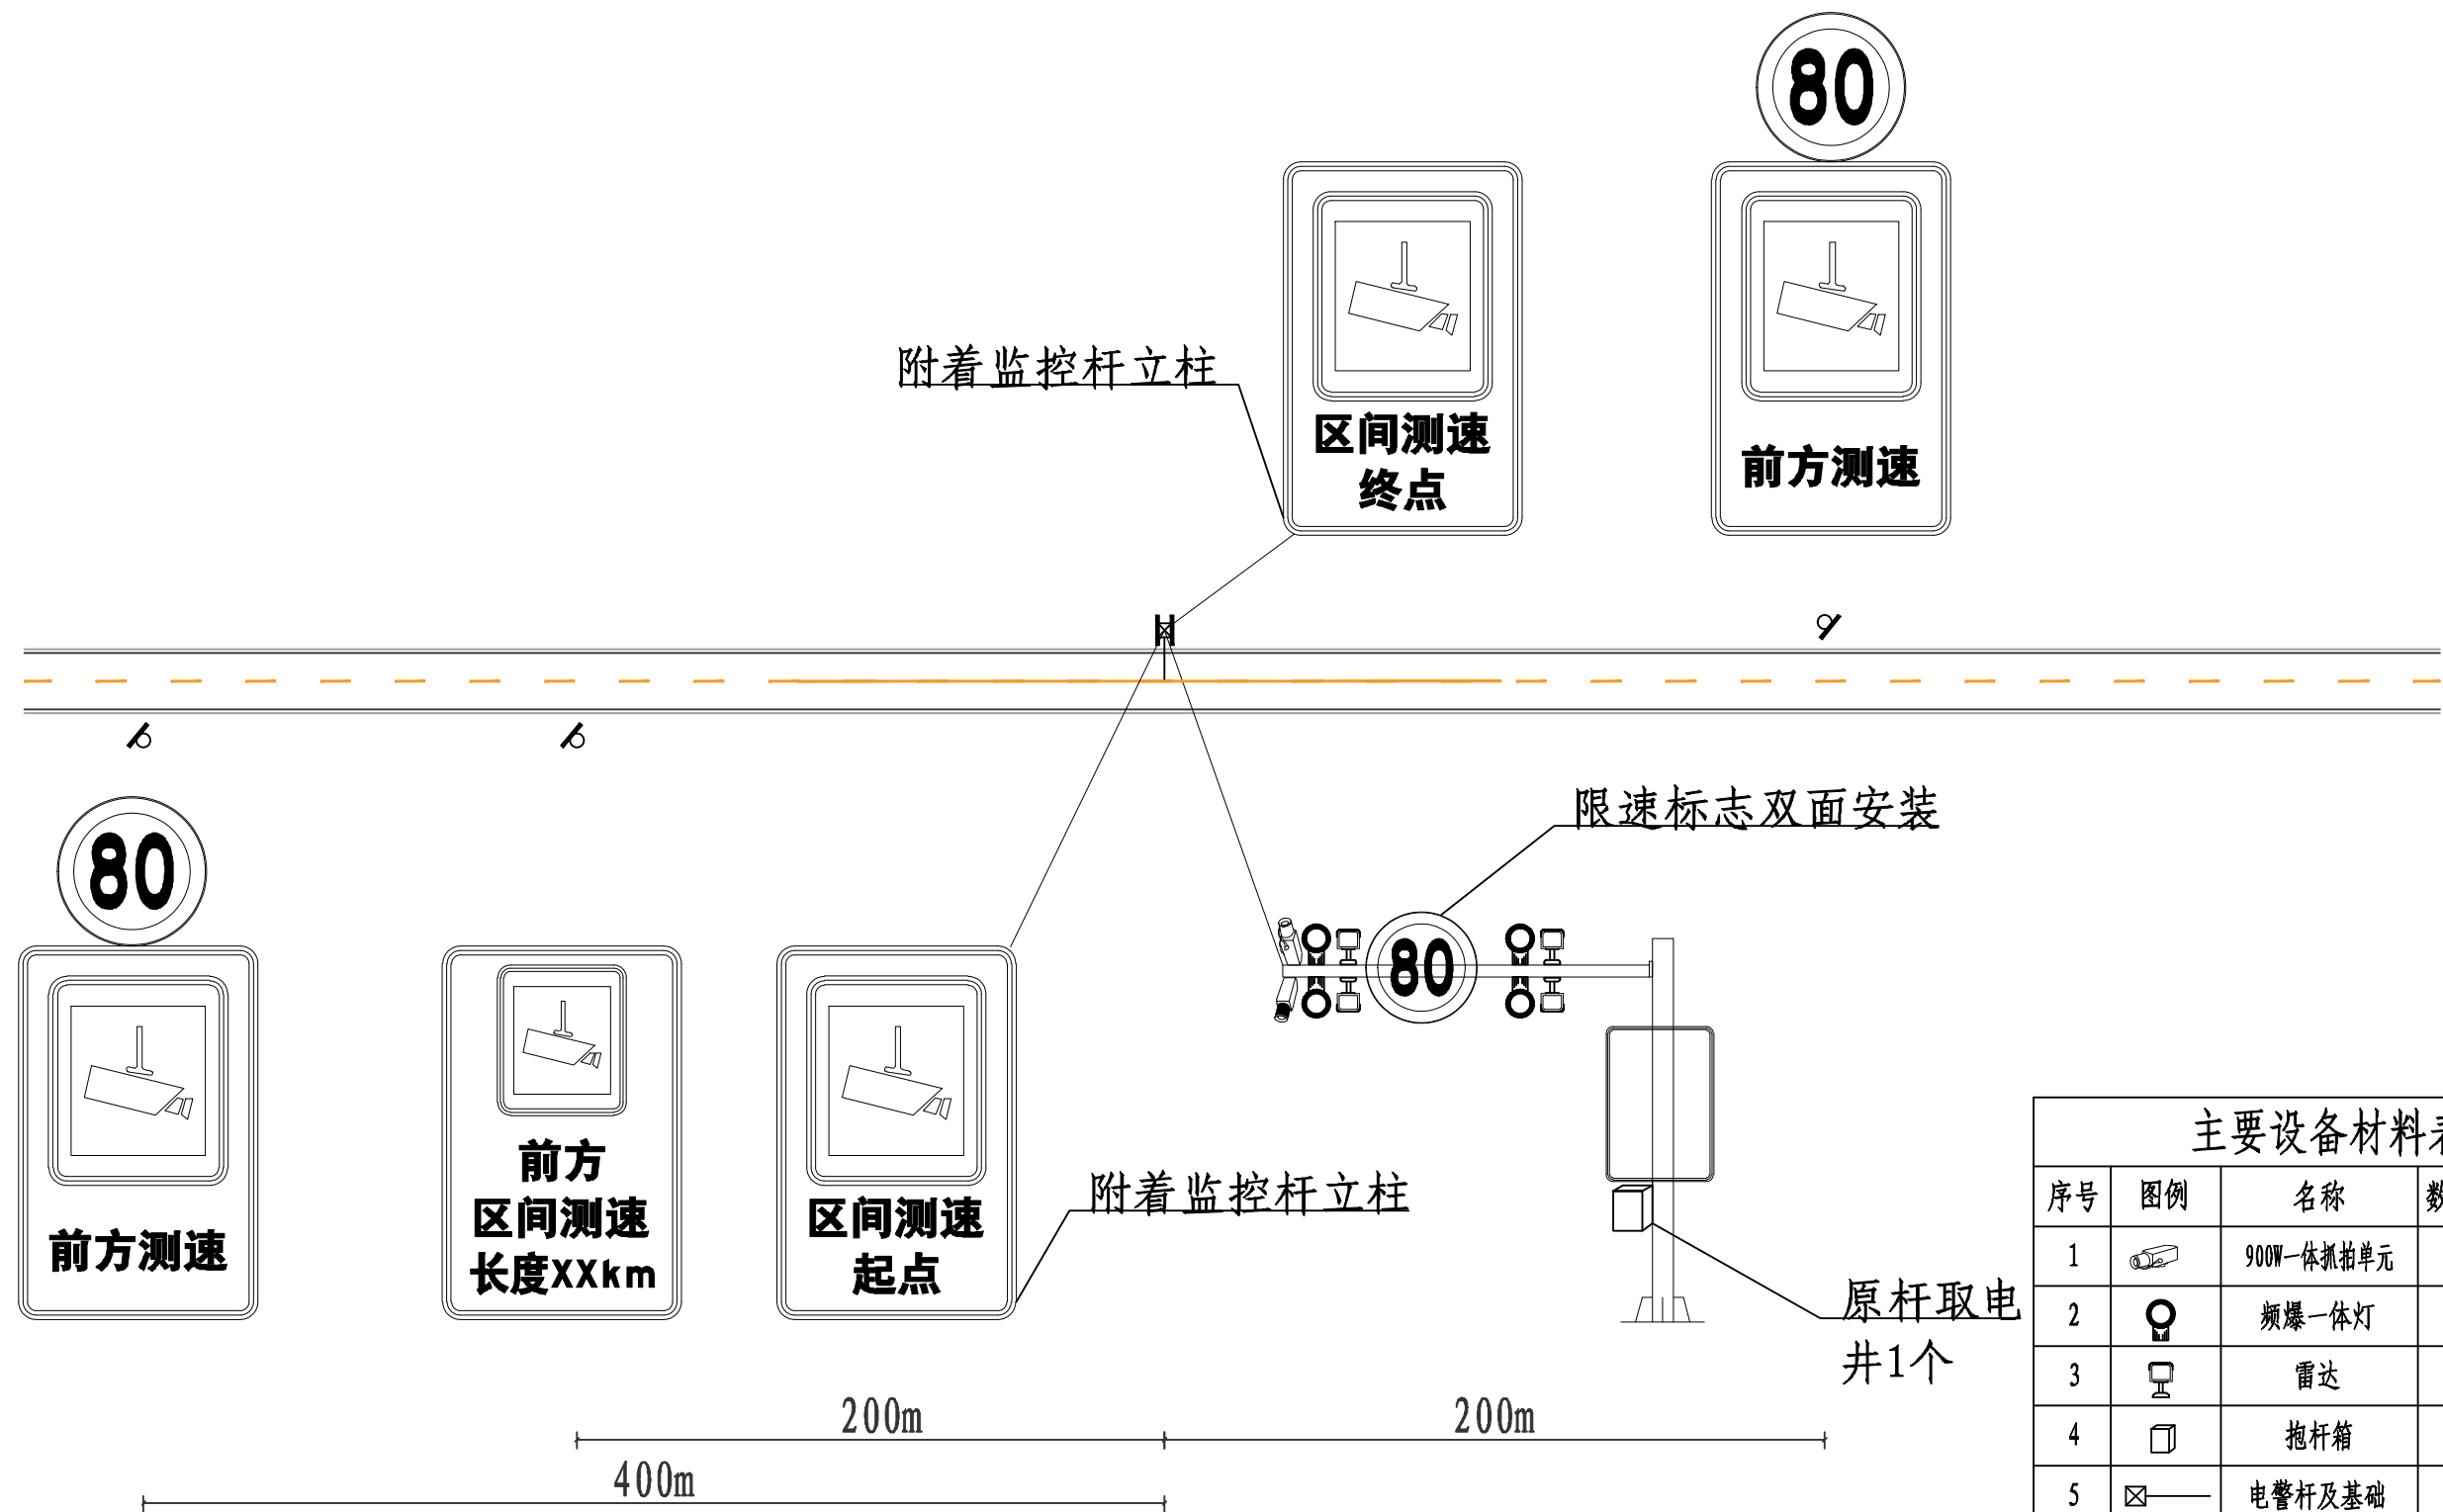 80
附着监控杆立柱
区间测速
终点
前方测速
限速标志双面安装
80
80
前方测速
前方
区间测速
长度XXkm
区间测速
起点
附着监控杆立柱
原杆取电
井1个
200m
200m
400m
主要设备材料表
序号 图例 名称 数
1 900W一体抓拍单元
2 频爆一体灯
3 雷达
4 抱杆箱
5 电警杆及基础